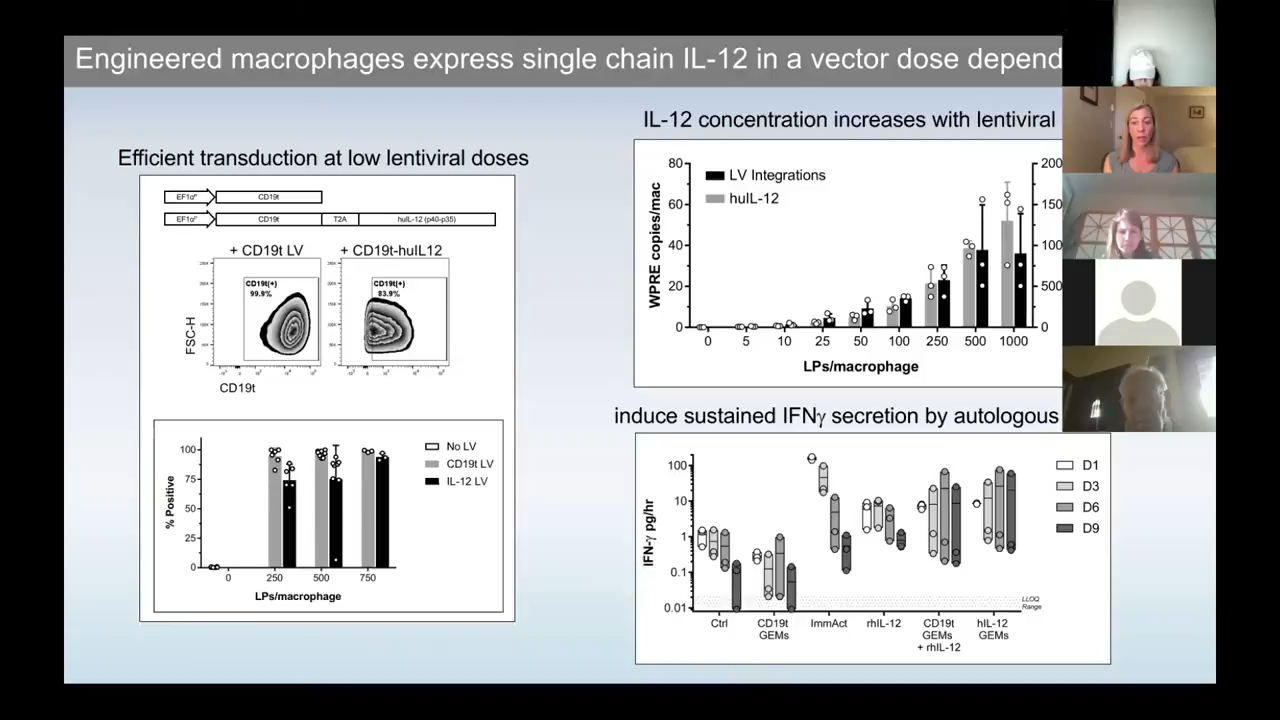 Engineered macrophages express single chain IL-12 in a vector dose depend
Efficient transduction at low lentiviral doses
EF1αᵖ CD19t
EF1αᵖ CD19t T2A huIL-12 (p40-p35)
+ CD19t LV + CD19t-huIL12
CD19t(+)
99.9%
CD19t(+)
83.9%
FSC-H
CD19t
100
75
50
25
0
% Positive
No LV
CD19t LV
IL-12 LV
0 250 500 750
LPs/macrophage
IL-12 concentration increases with lentiviral
80
60
40
20
0
WPRE copies/mac
LV Integrations
huIL-12
200
150
100
500
0
0 5 10 25 50 100 250 500 1000
LPs/macrophage
induce sustained IFNγ secretion by autologous
100
10
1
0.1
0.01
IFN-γ pg/hr
D1
D3
D6
D9
LLOQ
Range
Ctrl CD19t GEMs ImmAct rhIL-12 CD19t GEMs + rhIL-12 hIL-12 GEMs